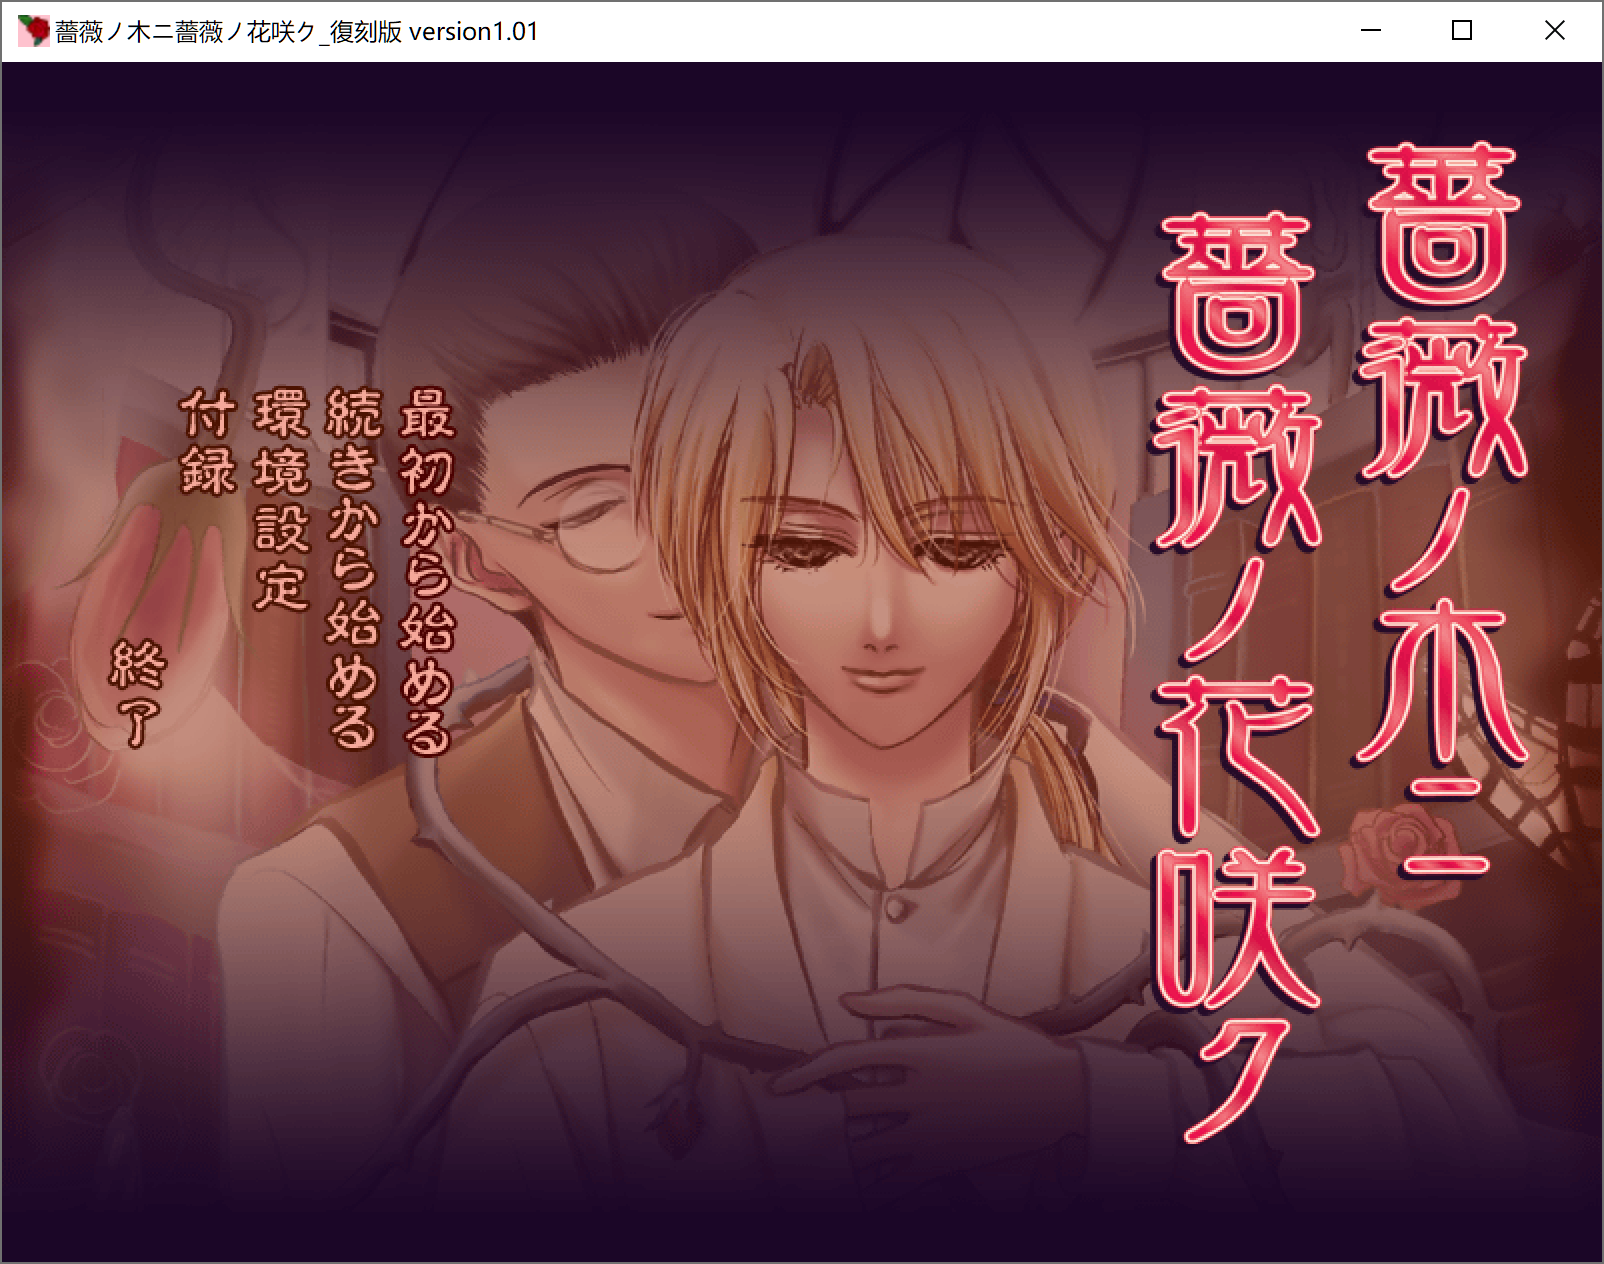 薔薇ノ木ニ薔薇ノ花咲ク_復刻版 version1.01
薔薇ノ木ニ
薔薇ノ花咲ク
最初から始める
続きから始める
環境設定
付録
終了